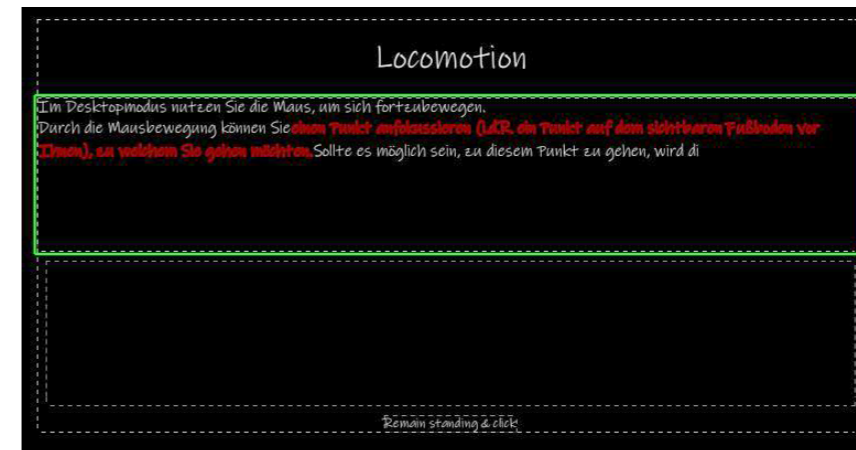 Locomotion
Im Desktopmodus nutzen Sie die Maus, um sich fortzubewegen.
Durch die Mausbewegung können Sie einen Punkt anfokussieren (i.d.R. ein Punkt auf dem sichtbaren Fußboden vor
Ihnen), zu welchem Sie gehen möchten. Sollte es möglich sein, zu diesem Punkt zu gehen, wird di
Remain standing & click!